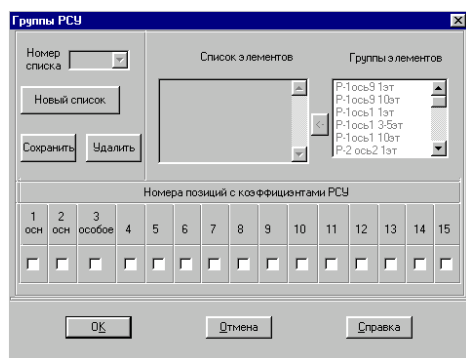 Группы РСУ
Номер списка
Список элементов
Группы элементов
Новый список
Сохранить
Удалить
<-
Р-1ось9 1эт
Р-1ось9 10эт
Р-1ось1 1эт
Р-1ось1 3-5эт
Р-1ось1 10эт
Р-2 ось2 1эт
Номера позиций с коэффициэнтами РСУ
1 осн 2 осн 3 особое 4 5 6 7 8 9 10 11 12 13 14 15
OK Отмена Справка